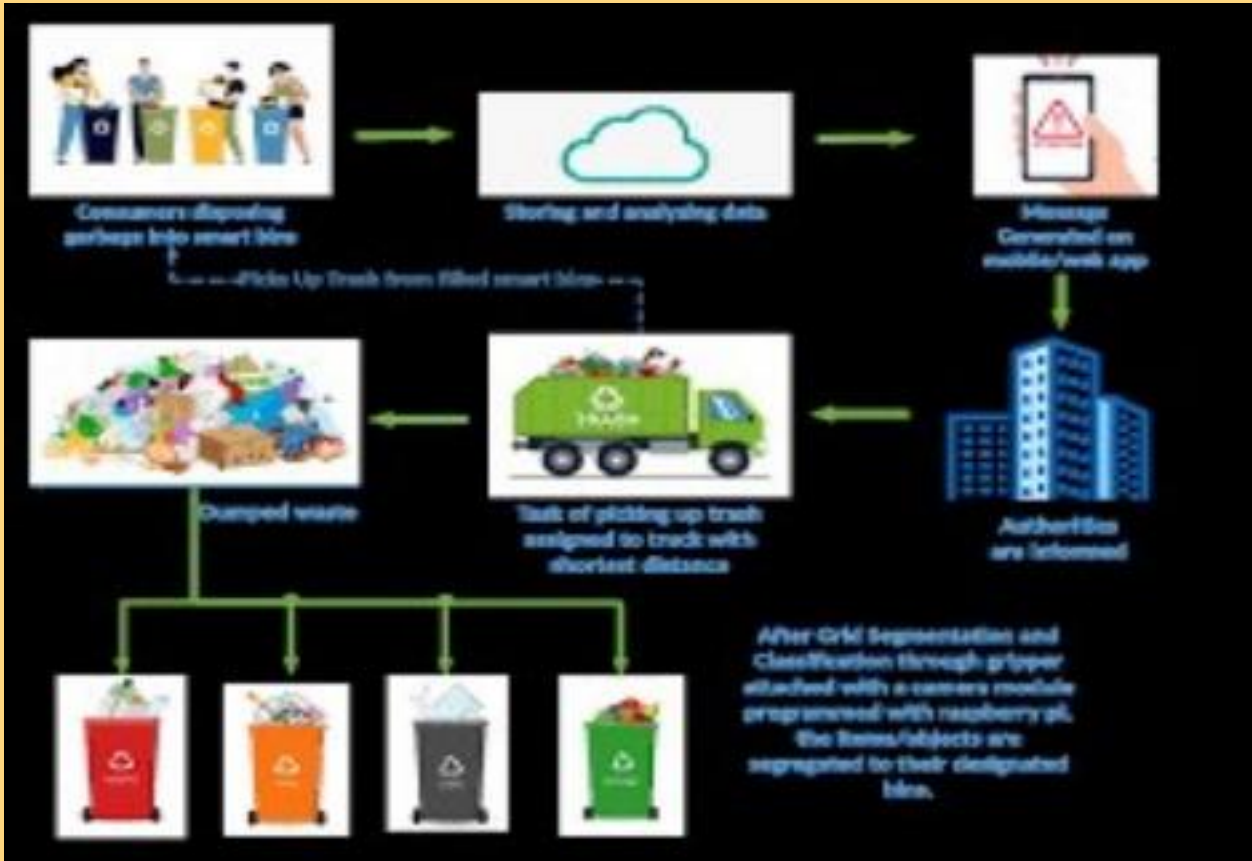 Consumers disposing
garbage into smart bins
Storing and analysing data
Message
Generated on
mobile/web app
Picks Up Trash from filled smart bins
Dumped waste
Task of picking up trash
assigned to truck with
shortest distance
Authorities
are Informed
TRASH
After Grid Segmentation and
Classification through gripper
attached with a camera module
programmed with raspberry pi,
the items/objects are
segregated to their designated
bins.